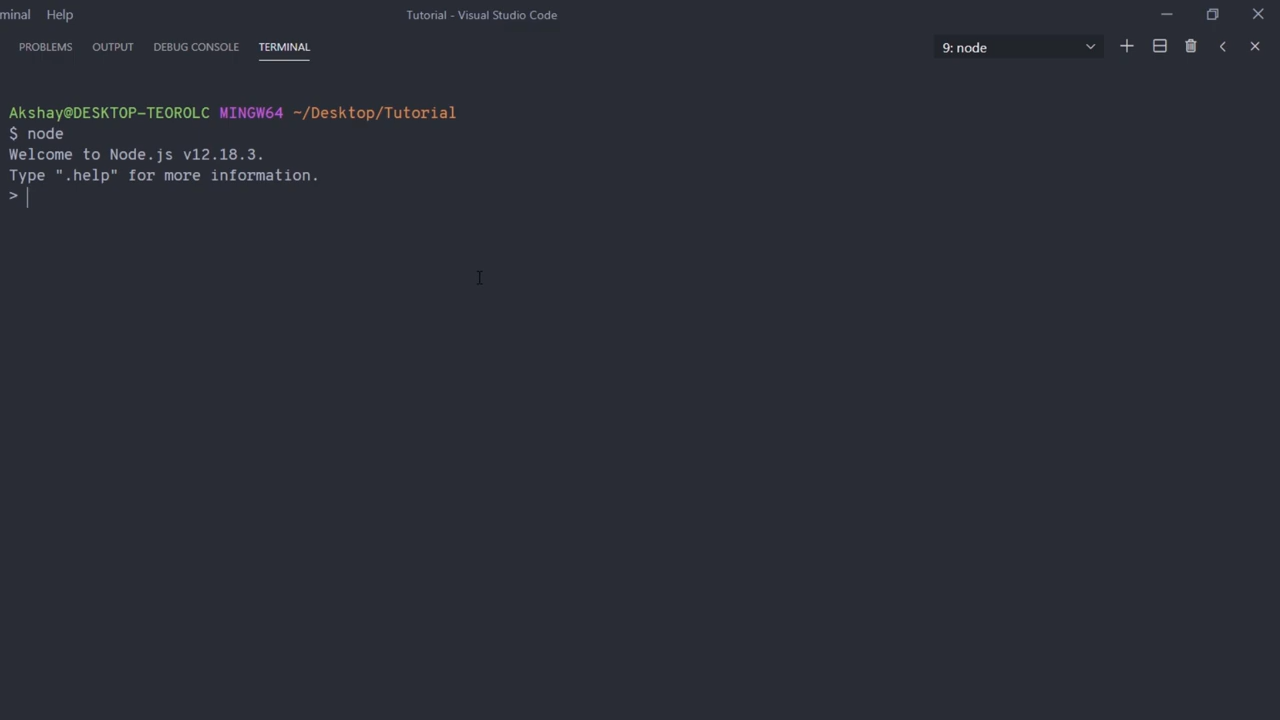 minal Help Tutorial - Visual Studio Code
PROBLEMS OUTPUT DEBUG CONSOLE TERMINAL 9: node
Akshay@DESKTOP-TEOROLC MINGW64 ~/Desktop/Tutorial
$ node
Welcome to Node.js v12.18.3.
Type ".help" for more information.
>